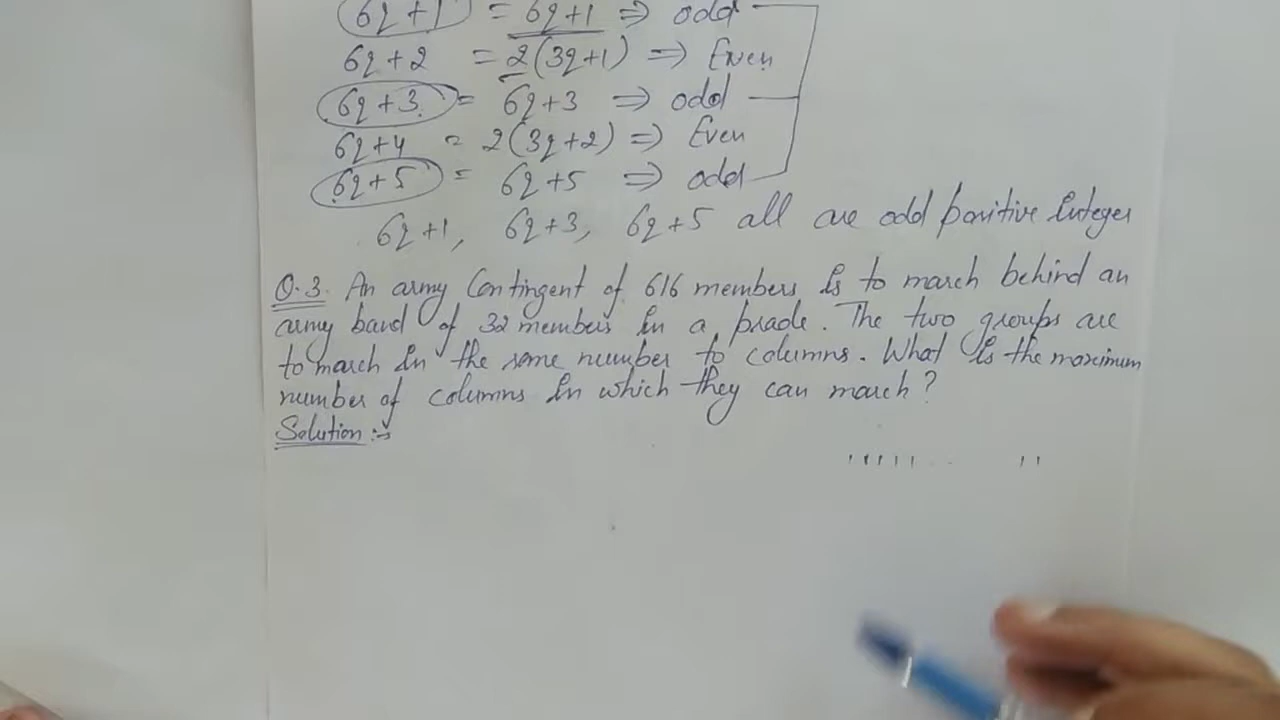 6q+1 = 6q+1 ⇒ odd
6q+2 = 2(3q+1) ⇒ Even
6q+3 = 6q+3 ⇒ odd
6q+4 = 2(3q+2) ⇒ Even
6q+5 = 6q+5 ⇒ odd
6q+1, 6q+3, 6q+5 all are odd positive Integer
Q.3. An army Contingent of 616 members is to march behind an
army band of 32 members in a prade. The two groups are
to march in the same number to columns. What is the maximum
number of columns in which they can march?
Solution :-